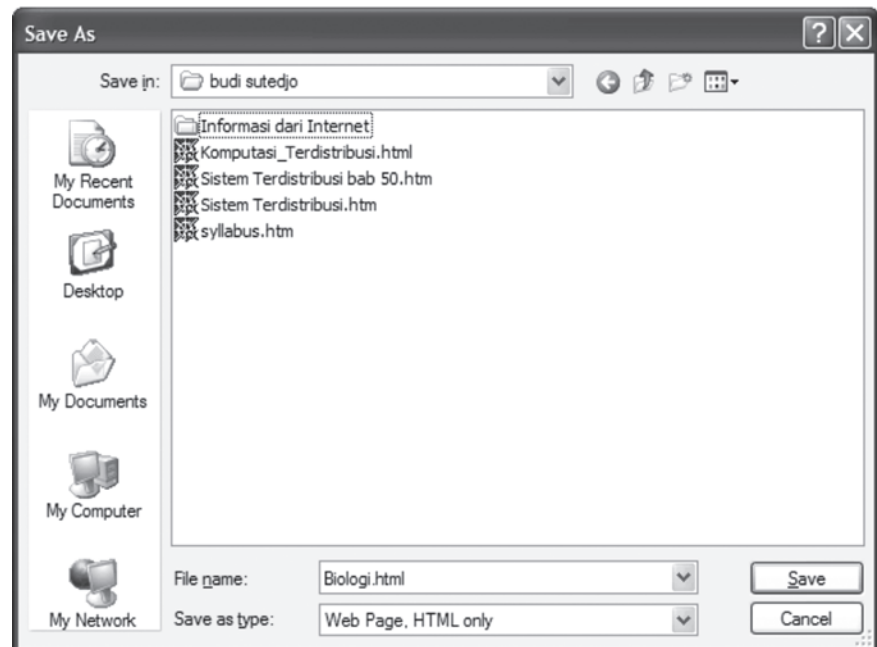 Save As
Save in:
budi sutedjo
My Recent
Documents
Desktop
My Documents
My Computer
My Network
Informasi dari Internet
Komputasi_Terdistribusi.html
Sistem Terdistribusi bab 50.htm
Sistem Terdistribusi.htm
syllabus.htm
File name:
Biologi.html
Save
Save as type:
Web Page, HTML only
Cancel